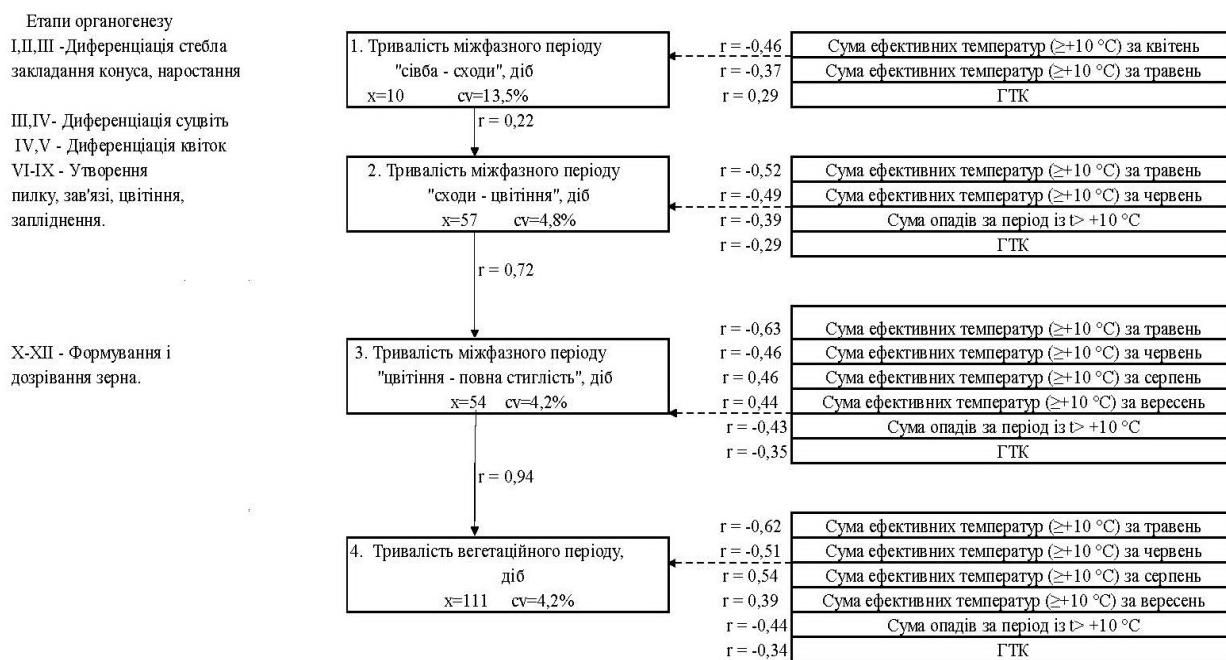 Етапи органогенезу
I,II,III -Диференціація стебла
закладання конуса, наростання
III,IV- Диференціація суцвіть
IV,V - Диференціація квіток
VI-IX - Утворення
пилку, зав'язі, цвітіння,
запліднення.
X-XII - Формування і
дозрівання зерна.
1. Тривалість міжфазного періоду
"сівба - сходи", діб
x=10 cv=13,5%
r = 0,22
2. Тривалість міжфазного періоду
"сходи - цвітіння", діб
x=57 cv=4,8%
r = 0,72
3. Тривалість міжфазного періоду
"цвітіння - повна стиглість", діб
x=54 cv=4,2%
r = 0,94
4. Тривалість вегетаційного періоду,
діб
x=111 cv=4,2%
r = -0,46 Сума ефективних температур (≥+10 °C) за квітень
r = -0,37 Сума ефективних температур (≥+10 °C) за травень
r = 0,29 ГТК
r = -0,52 Сума ефективних температур (≥+10 °C) за травень
r = -0,49 Сума ефективних температур (≥+10 °C) за червень
r = -0,39 Сума опадів за період із t> +10 °C
r = -0,29 ГТК
r = -0,63 Сума ефективних температур (≥+10 °C) за травень
r = -0,46 Сума ефективних температур (≥+10 °C) за червень
r = 0,46 Сума ефективних температур (≥+10 °C) за серпень
r = 0,44 Сума ефективних температур (≥+10 °C) за вересень
r = -0,43 Сума опадів за період із t> +10 °C
r = -0,35 ГТК
r = -0,62 Сума ефективних температур (≥+10 °C) за травень
r = -0,51 Сума ефективних температур (≥+10 °C) за червень
r = 0,54 Сума ефективних температур (≥+10 °C) за серпень
r = 0,39 Сума ефективних температур (≥+10 °C) за вересень
r = -0,44 Сума опадів за період із t> +10 °C
r = -0,34 ГТК